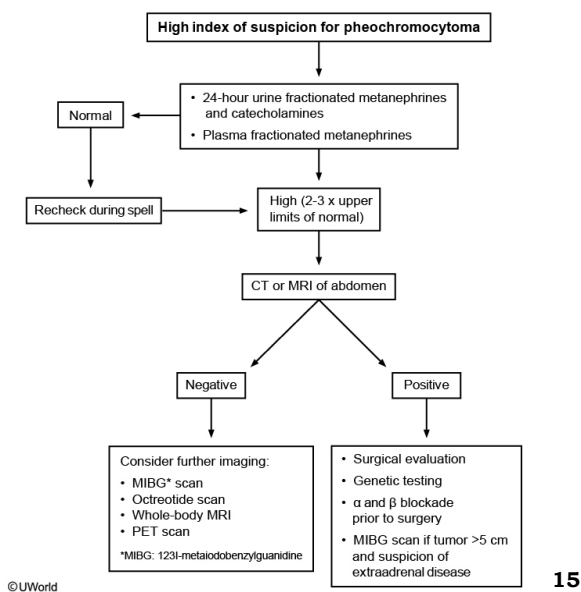 High index of suspicion for pheochromocytoma
• 24-hour urine fractionated metanephrines
and catecholamines
• Plasma fractionated metanephrines
Normal
Recheck during spell
High (2-3 x upper
limits of normal)
CT or MRI of abdomen
Negative
Positive
Consider further imaging:
• MIBG* scan
• Octreotide scan
• Whole-body MRI
• PET scan
*MIBG: 123I-metaiodobenzylguanidine
• Surgical evaluation
• Genetic testing
• α and β blockade
prior to surgery
• MIBG scan if tumor >5 cm
and suspicion of
extraadrenal disease
©UWorld
15